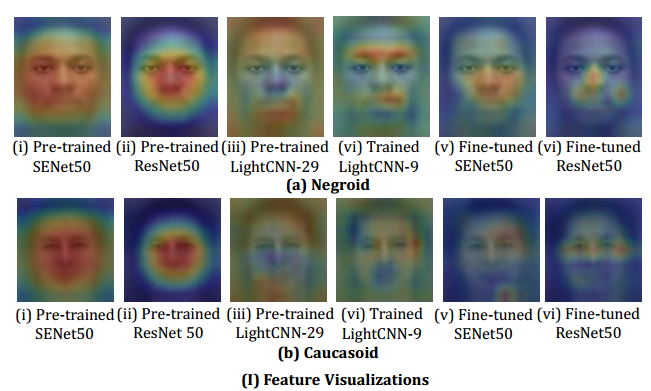 (i) Pre-trained (ii) Pre-trained (iii) Pre-trained (vi) Trained (v) Fine-tuned (vi) Fine-tuned
SENet50 ResNet50 LightCNN-29 LightCNN-9 SENet50 ResNet50
(a) Negroid
(i) Pre-trained (ii) Pre-trained (iii) Pre-trained (vi) Trained (v) Fine-tuned (vi) Fine-tuned
SENet50 ResNet 50 LightCNN-29 LightCNN-9 SENet50 ResNet50
(b) Caucasoid
(I) Feature Visualizations